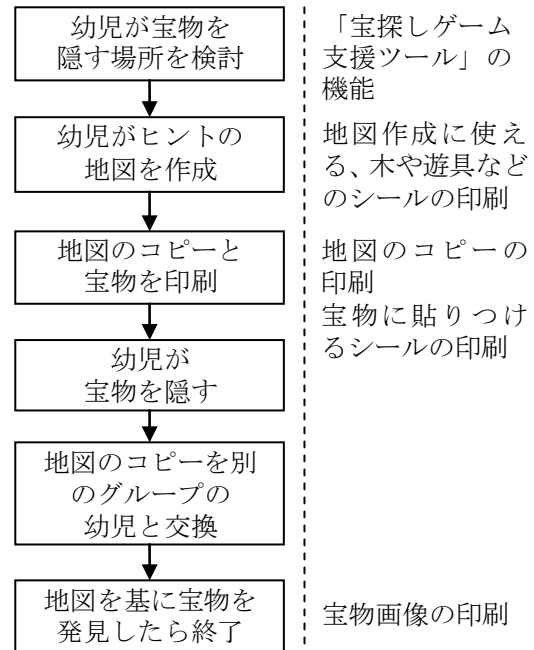 幼児が宝物を
隠す場所を検討
幼児がヒントの
地図を作成
地図のコピーと
宝物を印刷
幼児が
宝物を隠す
地図のコピーを別
のグループの
幼児と交換
地図を基に宝物を
発見したら終了
「宝探しゲーム
支援ツール」の
機能
地図作成に使え
る、木や遊具など
のシールの印刷
地図のコピーの
印刷
宝物に貼りつけ
るシールの印刷
宝物画像の印刷